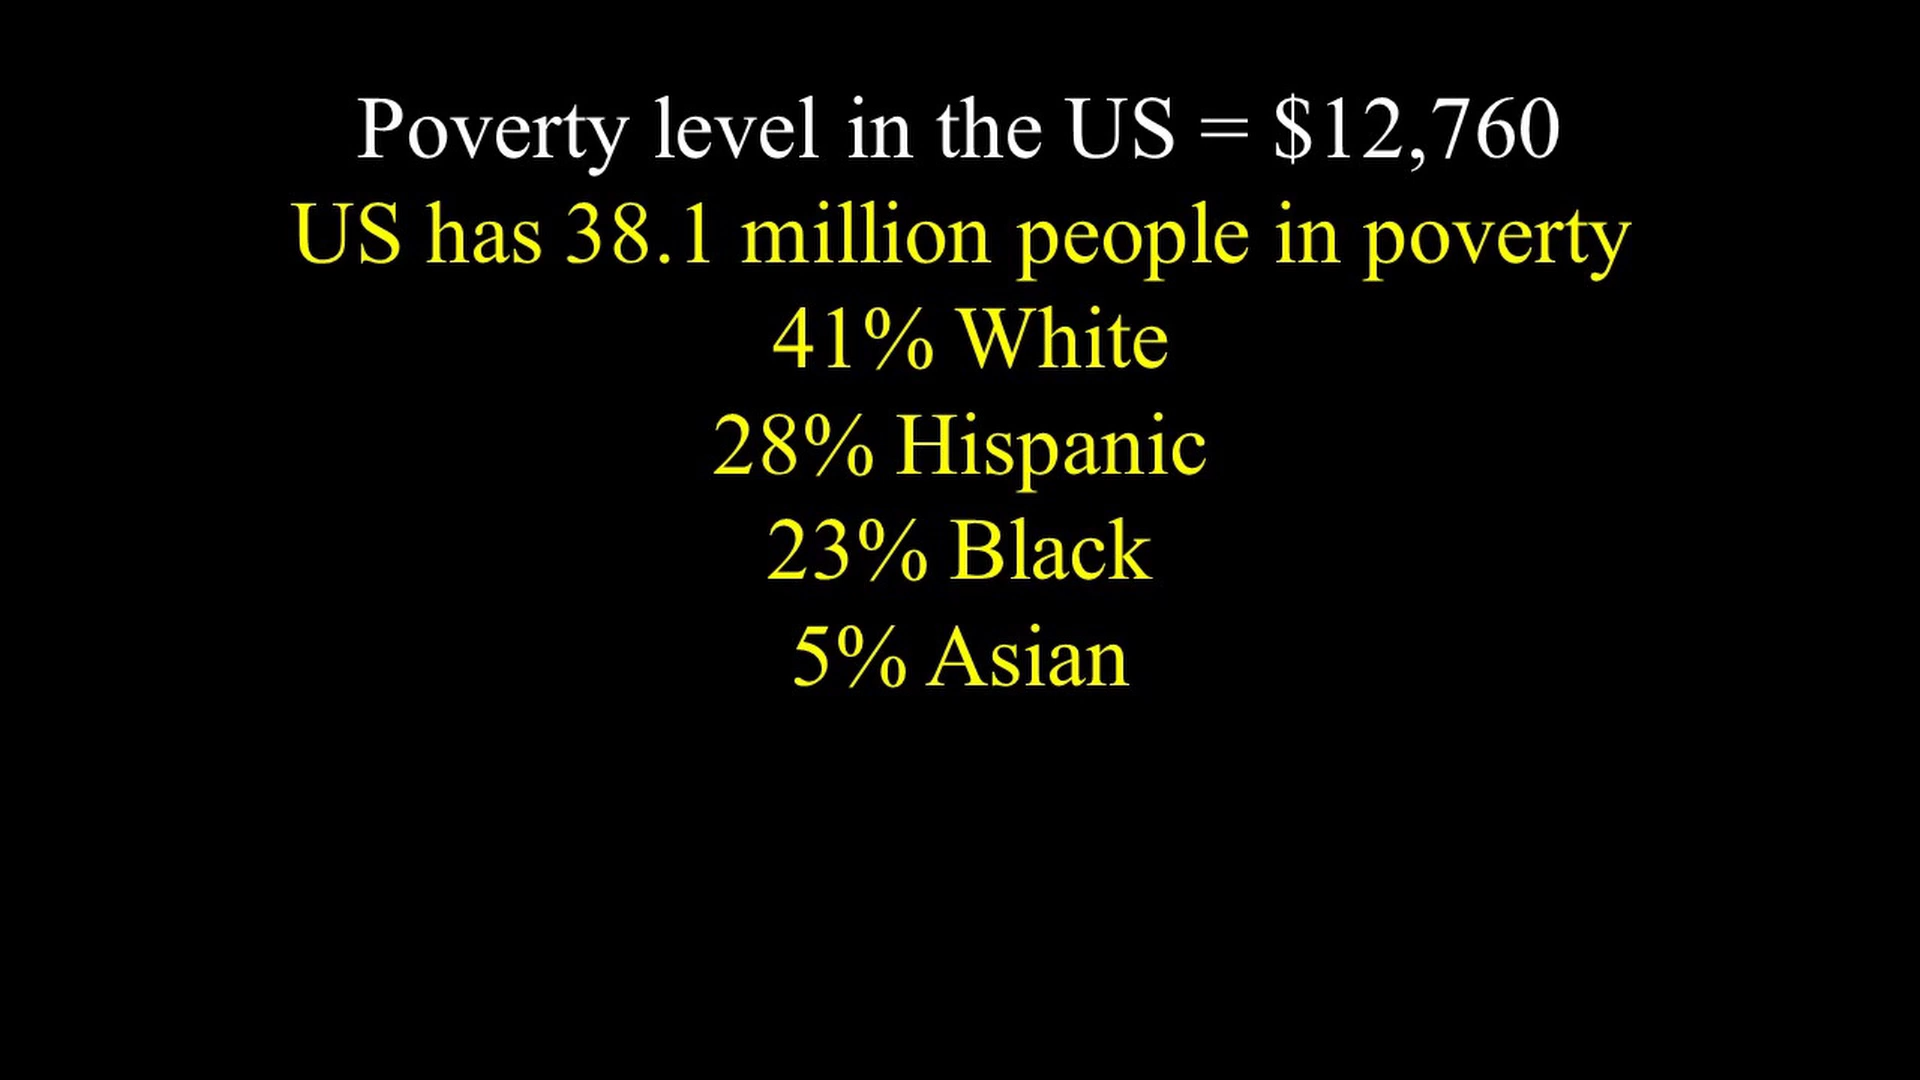 Poverty level in the US = $12,760
US has 38.1 million people in poverty
41% White
28% Hispanic
23% Black
5% Asian